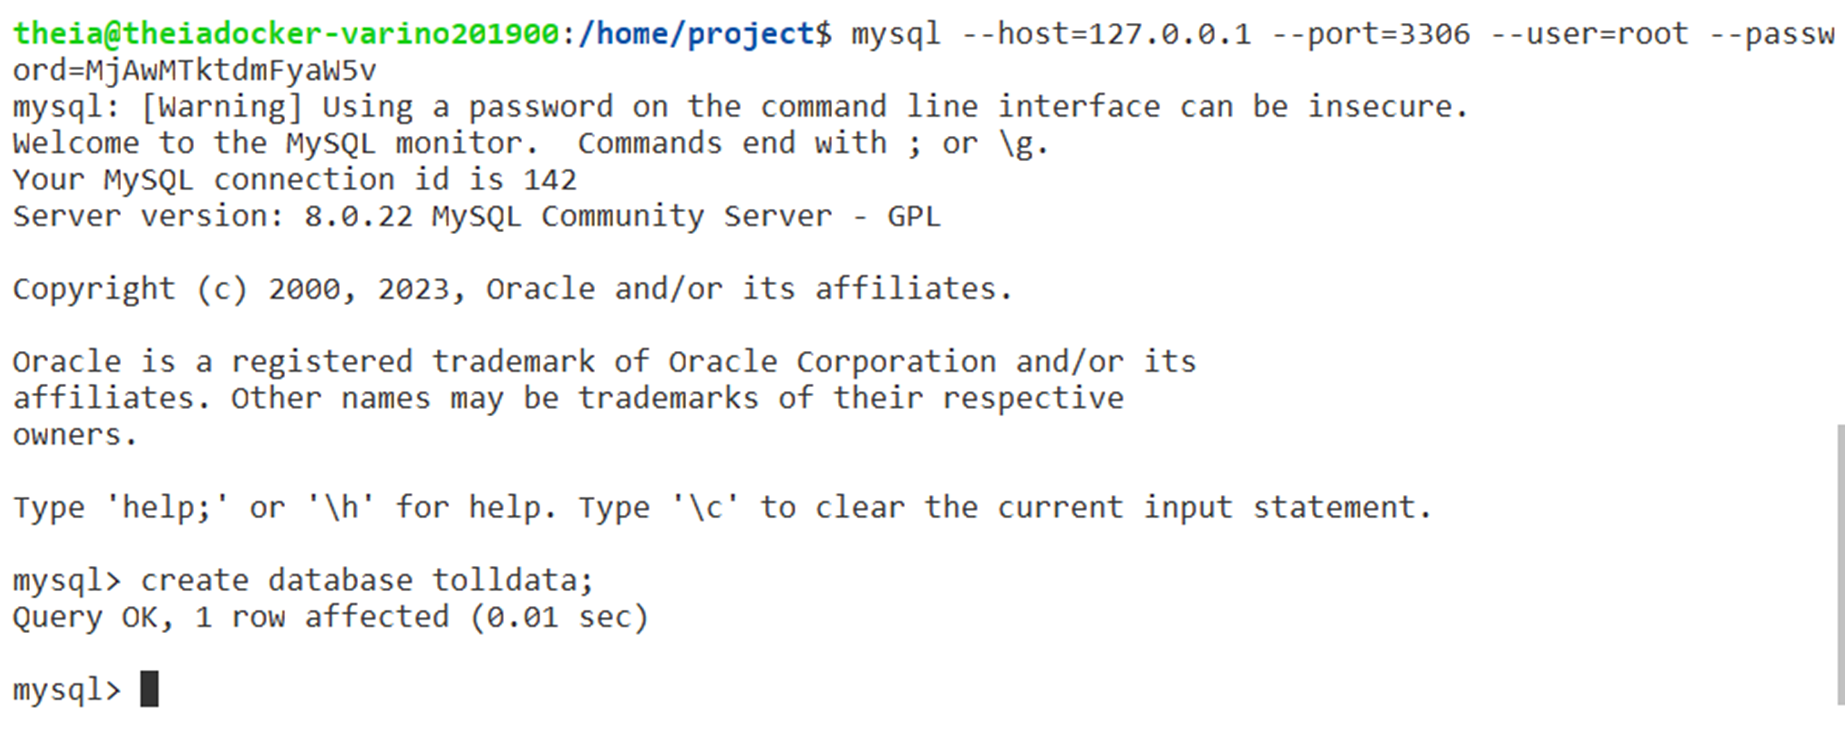 theia@theiadocker-varino201900:/home/project$ mysql --host=127.0.0.1 --port=3306 --user=root --passw
ord=MjAwMTktdmFyaW5v
mysql: [Warning] Using a password on the command line interface can be insecure.
Welcome to the MySQL monitor.  Commands end with ; or \g.
Your MySQL connection id is 142
Server version: 8.0.22 MySQL Community Server - GPL
Copyright (c) 2000, 2023, Oracle and/or its affiliates.
Oracle is a registered trademark of Oracle Corporation and/or its
affiliates. Other names may be trademarks of their respective
owners.
Type 'help;' or '\h' for help. Type '\c' to clear the current input statement.
mysql> create database tolldata;
Query OK, 1 row affected (0.01 sec)
mysql>